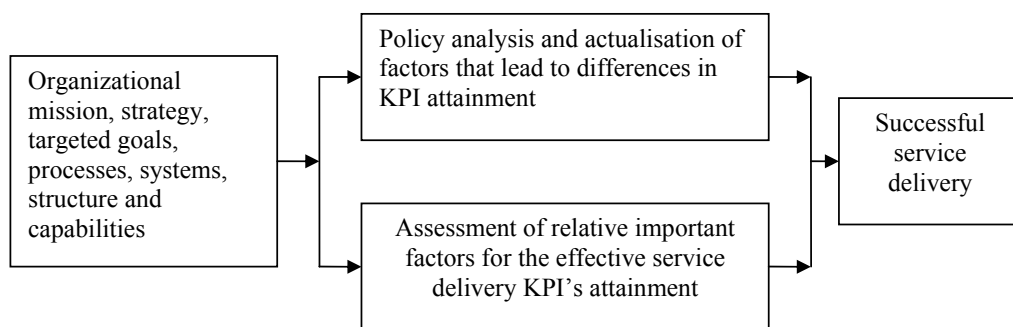 Organizational
mission, strategy,
targeted goals,
processes, systems,
structure and
capabilities
Policy analysis and actualisation of
factors that lead to differences in
KPI attainment
Assessment of relative important
factors for the effective service
delivery KPI’s attainment
Successful
service
delivery